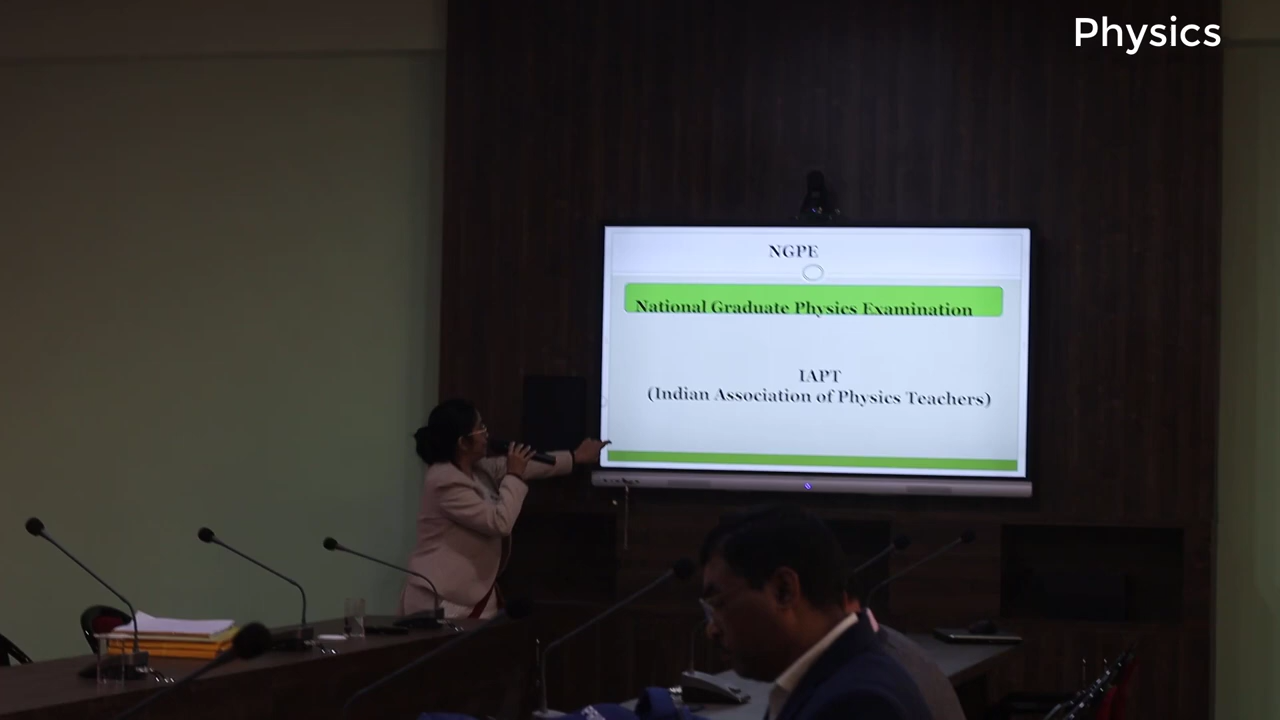 Physics
NGPE
National Graduate Physics Examination
IAPT
(Indian Association of Physics Teachers)